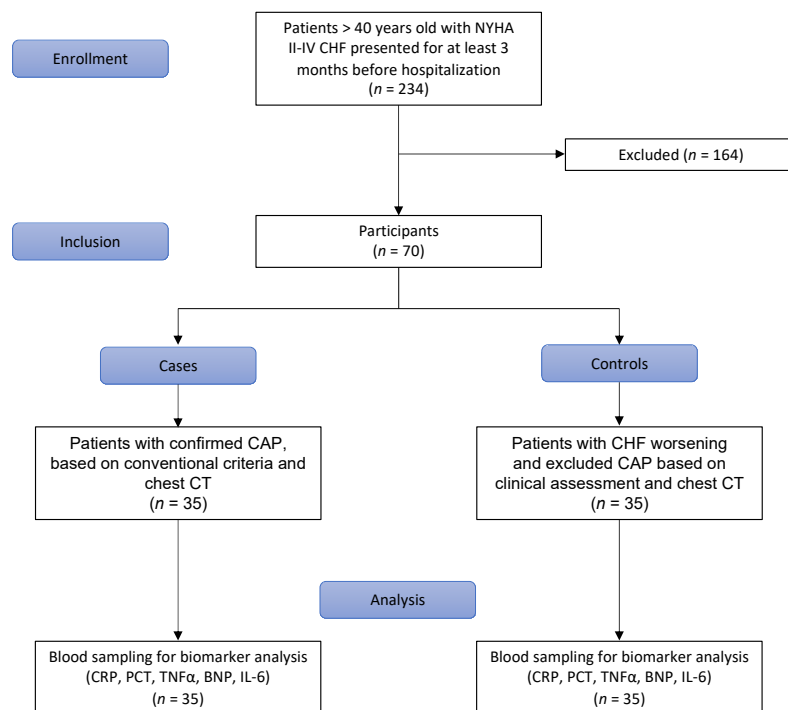 Enrollment
Patients > 40 years old with NYHA
II-IV CHF presented for at least 3
months before hospitalization
(n = 234)
Excluded (n = 164)
Inclusion
Participants
(n = 70)
Cases
Controls
Patients with confirmed CAP,
based on conventional criteria and
chest CT
(n = 35)
Patients with CHF worsening
and excluded CAP based on
clinical assessment and chest CT
(n = 35)
Analysis
Blood sampling for biomarker analysis
(CRP, PCT, TNFα, BNP, IL-6)
(n = 35)
Blood sampling for biomarker analysis
(CRP, PCT, TNFα, BNP, IL-6)
(n = 35)